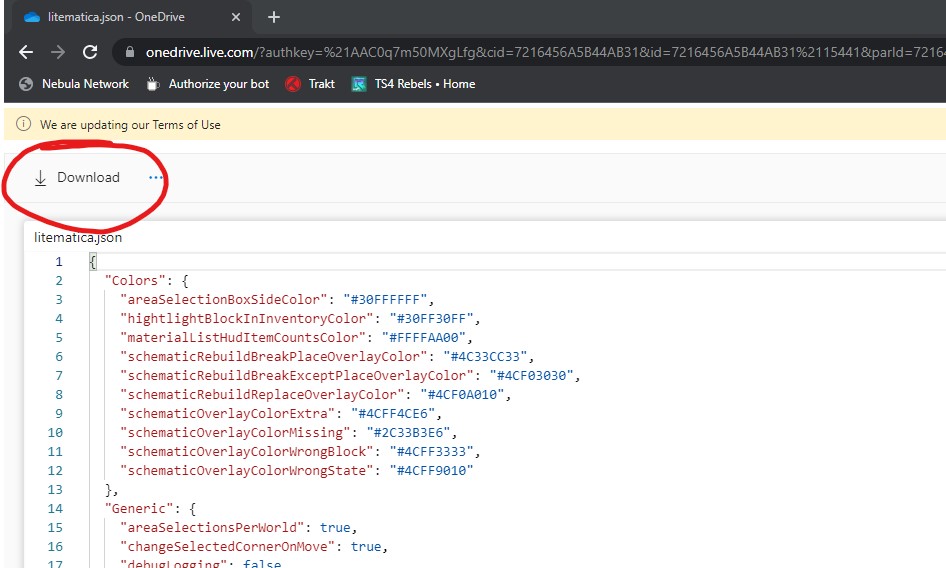 litematica.json - OneDrive
onedrive.live.com/?authkey=%21AAC0q7m50MXgLfg&cid=7216456A5B44AB31&id=7216456A5B44AB31%2115441&parId=7216
Nebula Network Authorize your bot Trakt TS4 Rebels • Home
We are updating our Terms of Use
Download
litematica.json
1 {
2 "Colors": {
3 "areaSelectionBoxSideColor": "#30FFFFFF",
4 "hightlightBlockInInventoryColor": "#30FF30FF",
5 "materialListHudItemCountsColor": "#FFFFAA00",
6 "schematicRebuildBreakPlaceOverlayColor": "#4C33CC33",
7 "schematicRebuildBreakExceptPlaceOverlayColor": "#4CF03030",
8 "schematicRebuildReplaceOverlayColor": "#4CF0A010",
9 "schematicOverlayColorExtra": "#4CFF4CE6",
10 "schematicOverlayColorMissing": "#2C33B3E6",
11 "schematicOverlayColorWrongBlock": "#4CFF3333",
12 "schematicOverlayColorWrongState": "#4CFF9010"
13 },
14 "Generic": {
15 "areaSelectionsPerWorld": true,
16 "changeSelectedCornerOnMove": true,
17 "debugLogging": false,